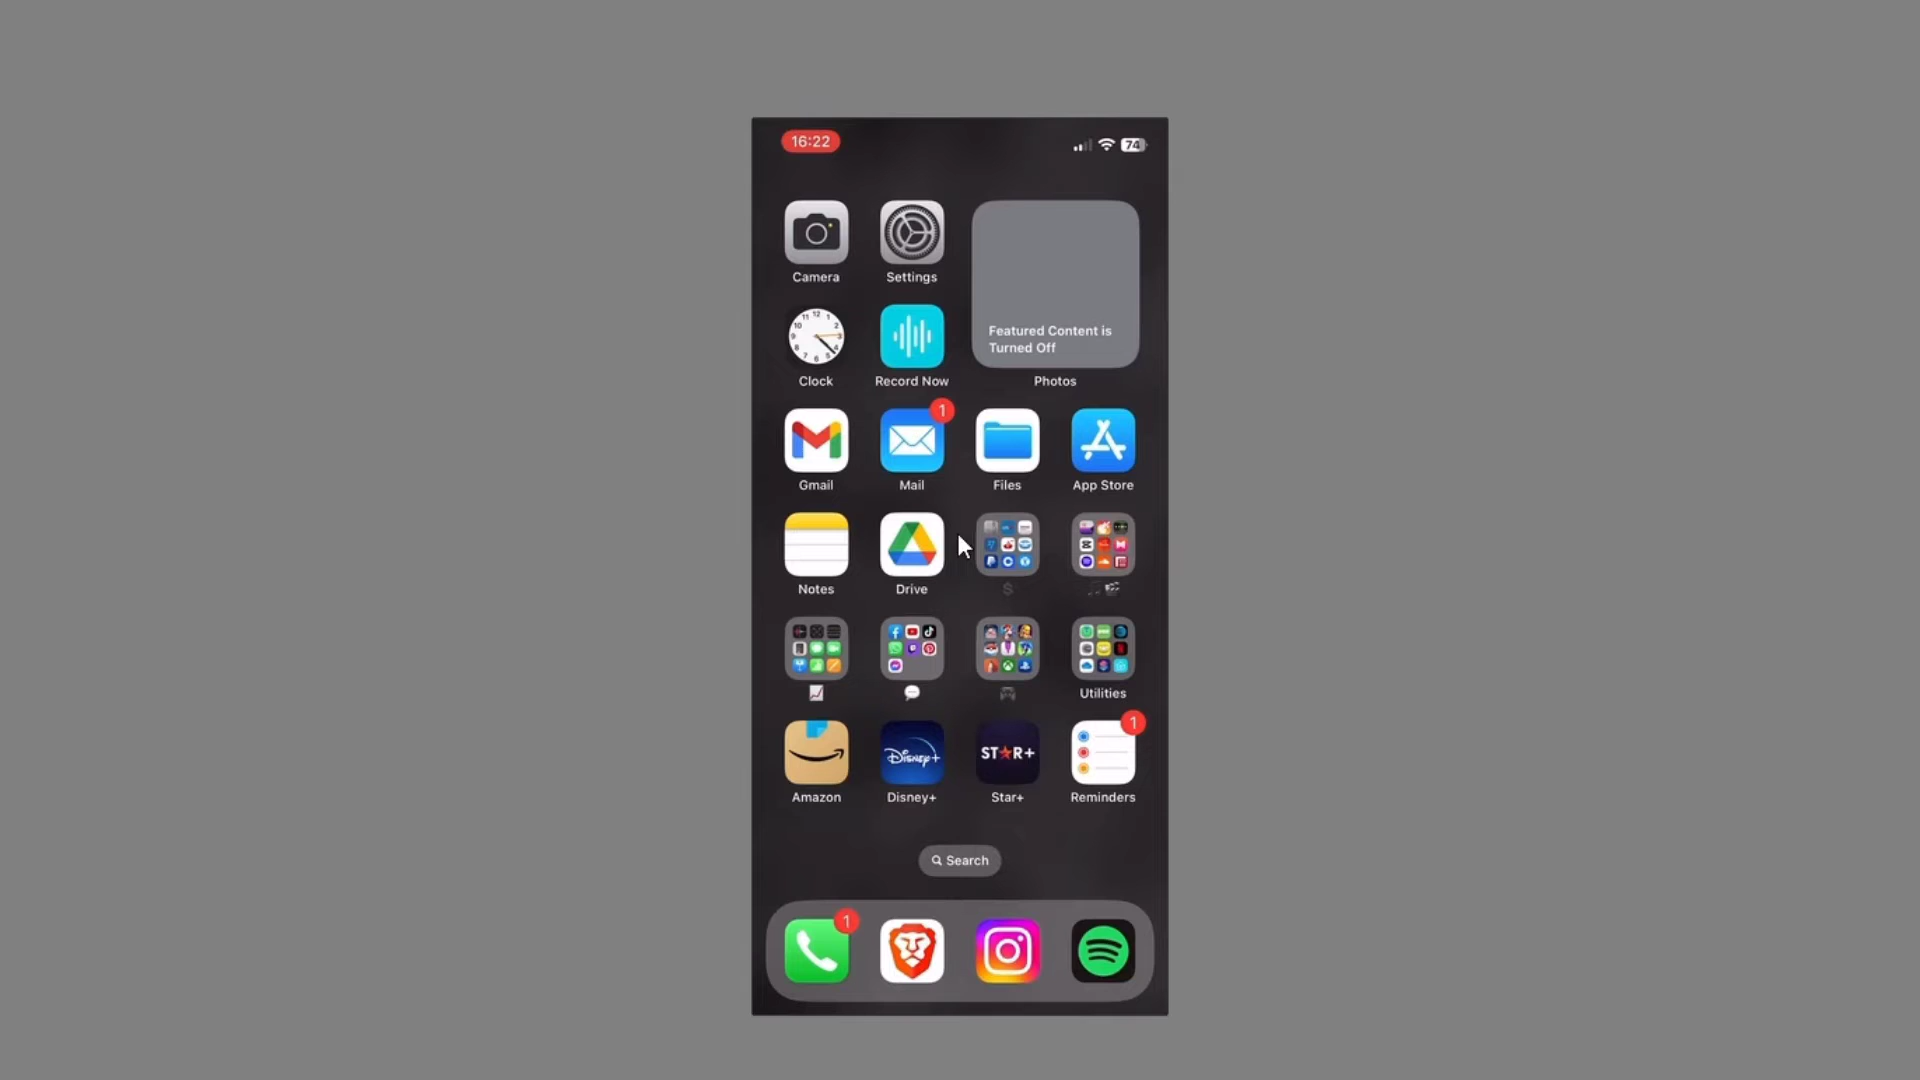 16:22
74
Camera
Settings
Featured Content is
Turned Off
Clock
Record Now
Photos
1
Gmail
Mail
Files
App Store
Notes
Drive
$
Utilities
1
Disney+
ST★R+
Amazon
Disney+
Star+
Reminders
Search
1